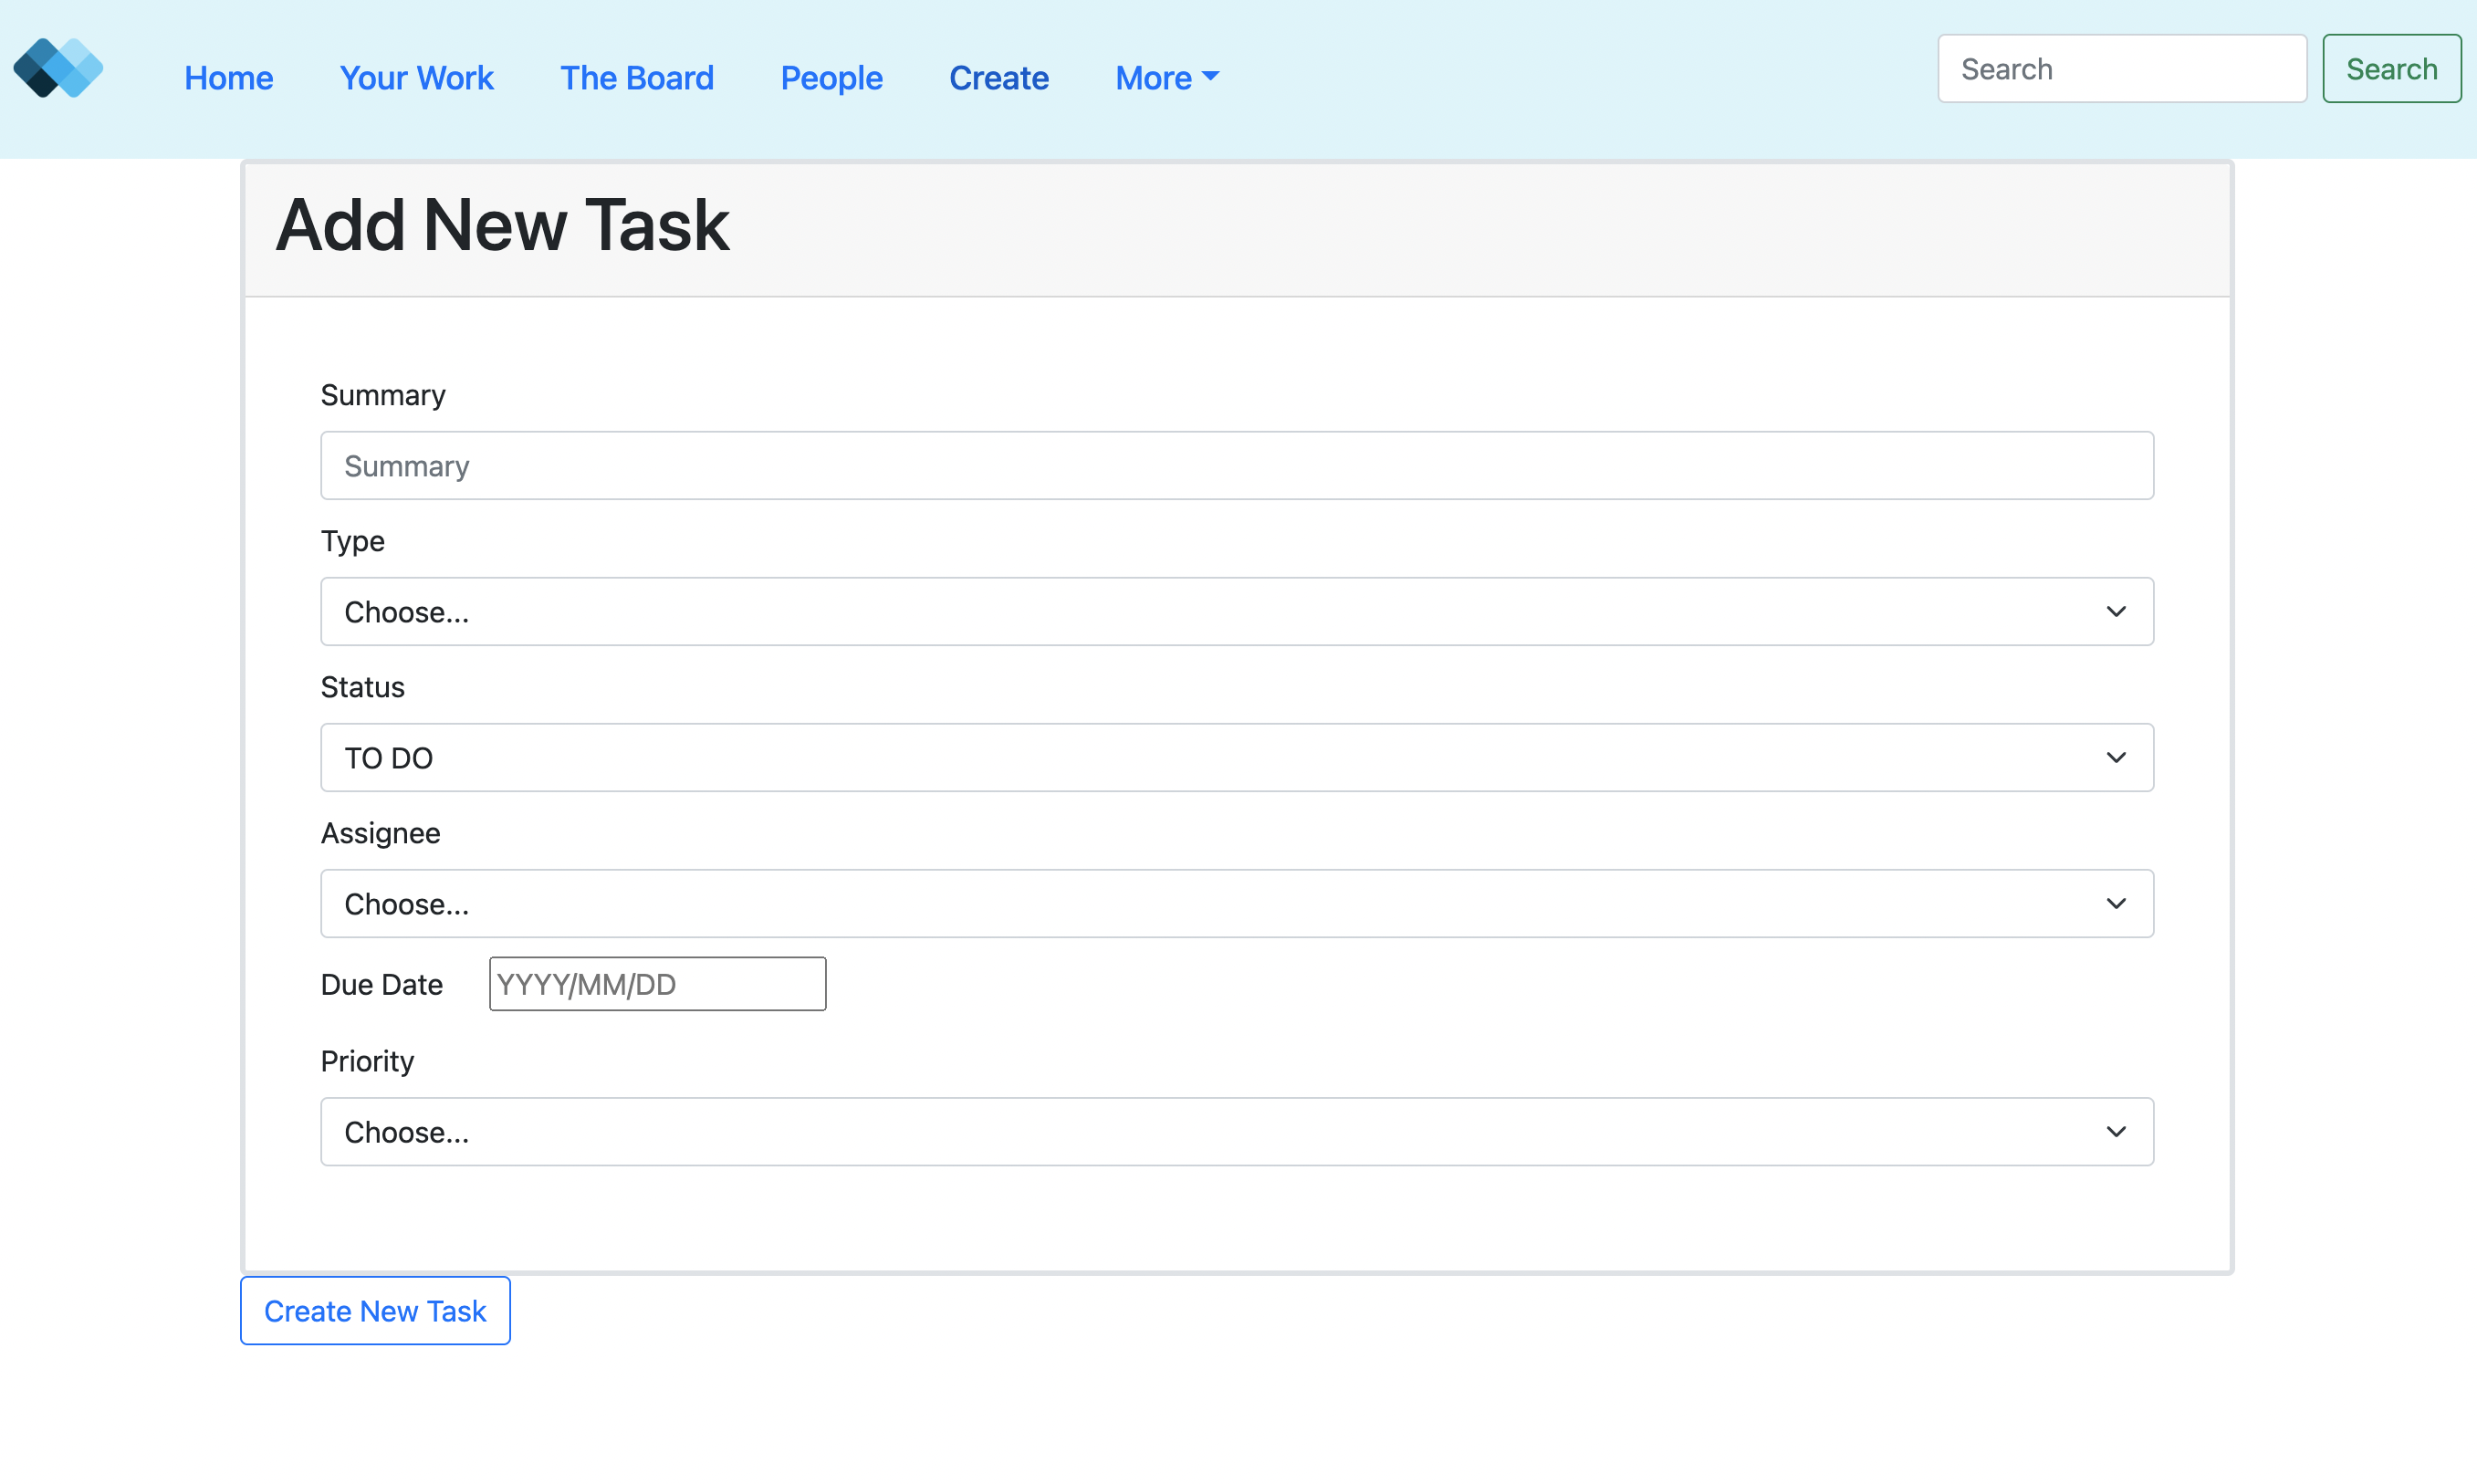 Home Your Work The Board People Create More Search Search
Add New Task
Summary
Summary
Type
Choose...
Status
TO DO
Assignee
Choose...
Due Date YYYY/MM/DD
Priority
Choose...
Create New Task